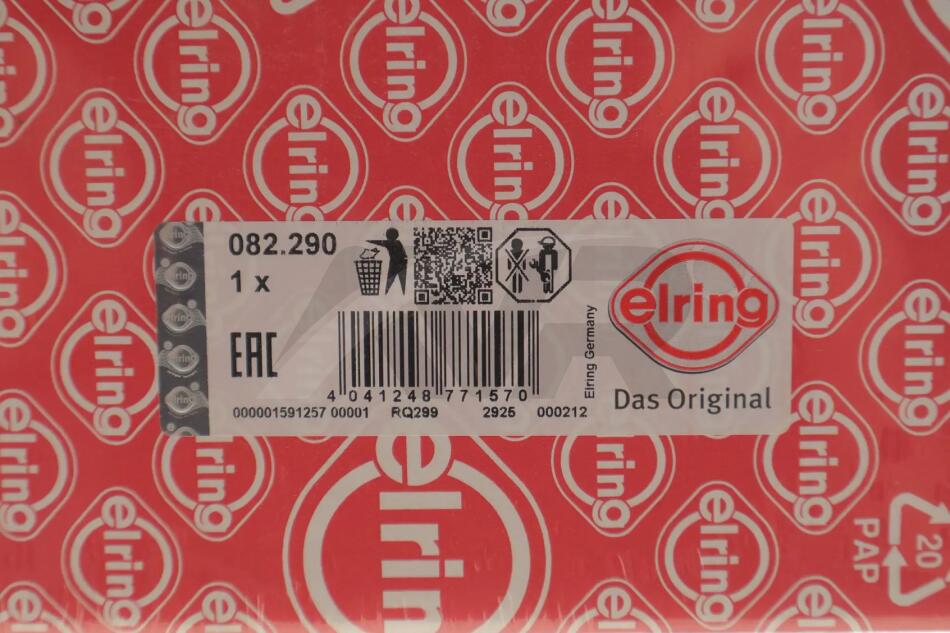 082.290
1 x
EAC
4 041248 771570
000001591257 00001 RQ299 2925 000212
Elring Germany
elring
Das Original
elring
20
PAP